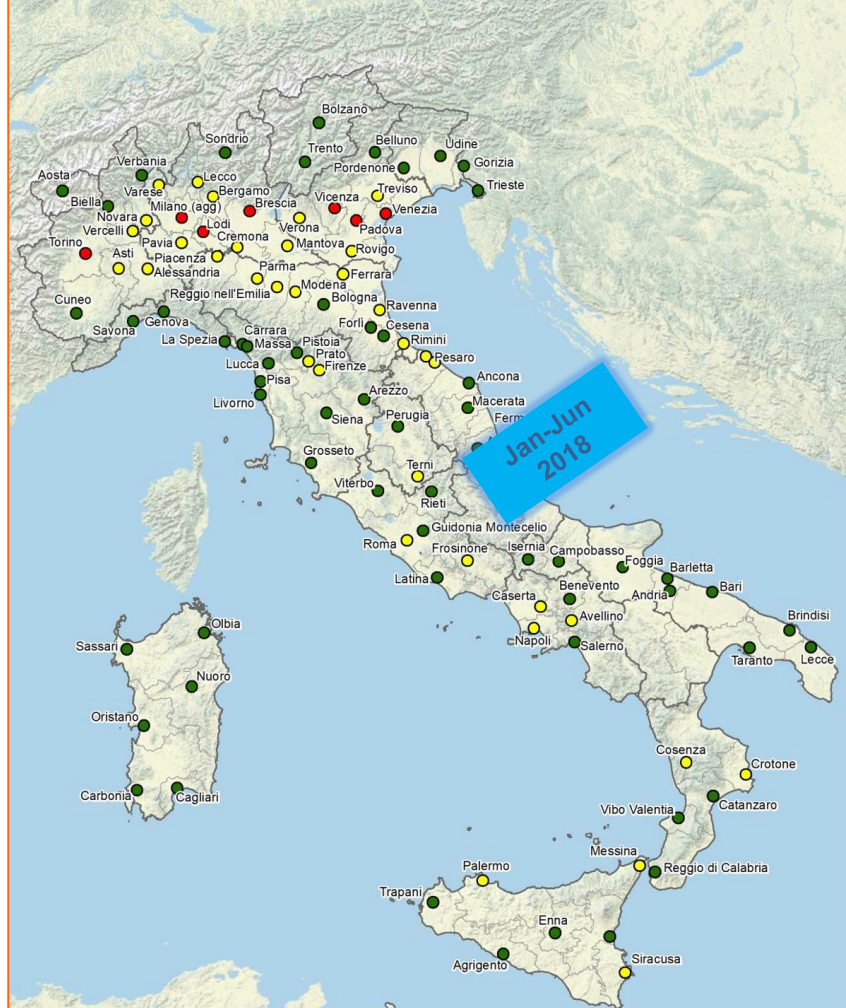 Bolzano
Sondrio
Belluno
Udine
Trento
Verbania
Pordenone
Gorizia
Aosta
Lecco
Varese
Treviso
Trieste
Bergamo
Biella
Milano (agg)
Brescia
Vicenza
Venezia
Novara
Lodi
Verona
Padova
Vercelli
Torino
Pavia
Cremona
Mantova
Rovigo
Asti
Piacenza
Parma
Alessandria
Ferrara
Modena
Reggio nell'Emilia
Cuneo
Bologna
Ravenna
Genova
Savona
Forlì
Cesena
Carrara
La Spezia
Massa
Pistoia
Rimini
Prato
Pesaro
Lucca
Firenze
Pisa
Ancona
Arezzo
Livorno
Macerata
Perugia
Siena
Jan-Jun
2018
Grosseto
Terni
Viterbo
Rieti
Guidonia Montecelio
Roma
Frosinone
Isernia
Campobasso
Foggia
Barletta
Latina
Benevento
Andria
Bari
Caserta
Avellino
Brindisi
Napoli
Salerno
Olbia
Sassari
Taranto
Lecce
Nuoro
Oristano
Cosenza
Crotone
Carbonia
Cagliari
Catanzaro
Vibo Valentia
Messina
Palermo
Reggio di Calabria
Trapani
Enna
Siracusa
Agrigento